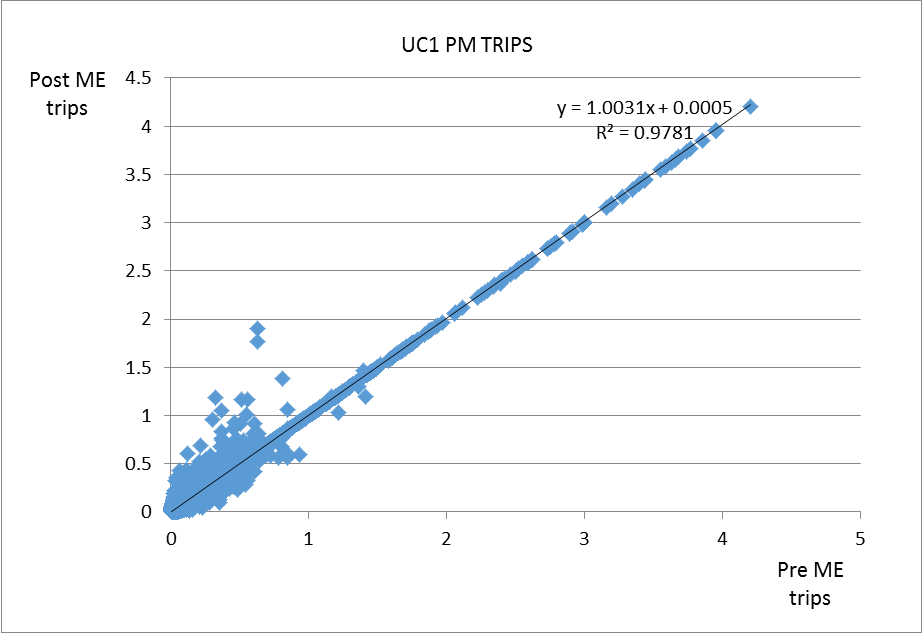 UC1 PM TRIPS
Post ME
trips
4.5
4
3.5
3
2.5
2
1.5
1
0.5
0
y = 1.0031x + 0.0005
R² = 0.9781
0 1 2 3 4 5
Pre ME
trips